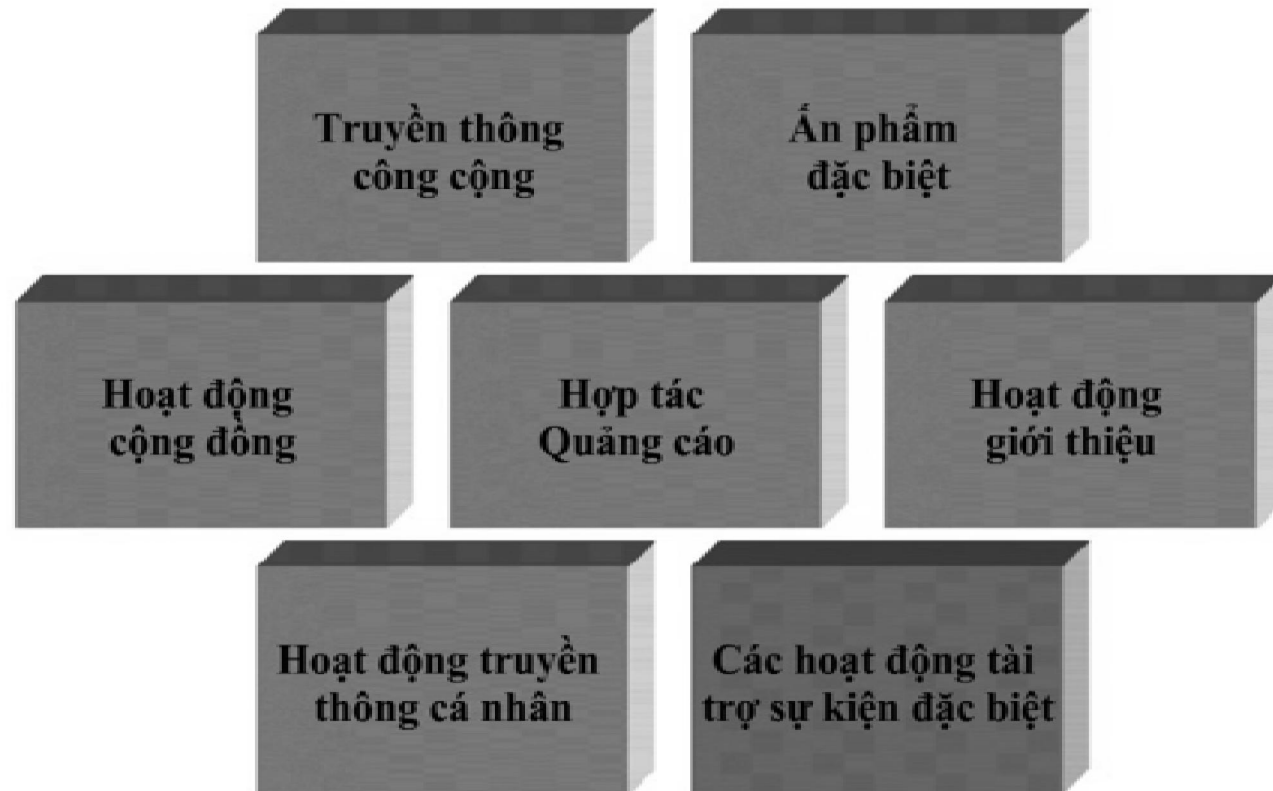 Truyền thông
công cộng
Ấn phẩm
đặc biệt
Hoạt động
cộng đồng
Hợp tác
Quảng cáo
Hoạt động
giới thiệu
Hoạt động truyền
thông cá nhân
Các hoạt động tài
trợ sự kiện đặc biệt